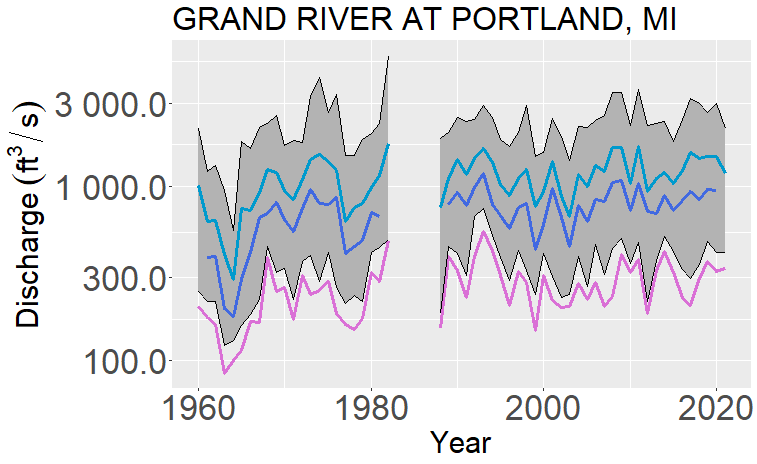 GRAND RIVER AT PORTLAND, MI
Discharge (ft³/s)
3 000.0
1 000.0
300.0
100.0
1960 1980 2000 2020
Year